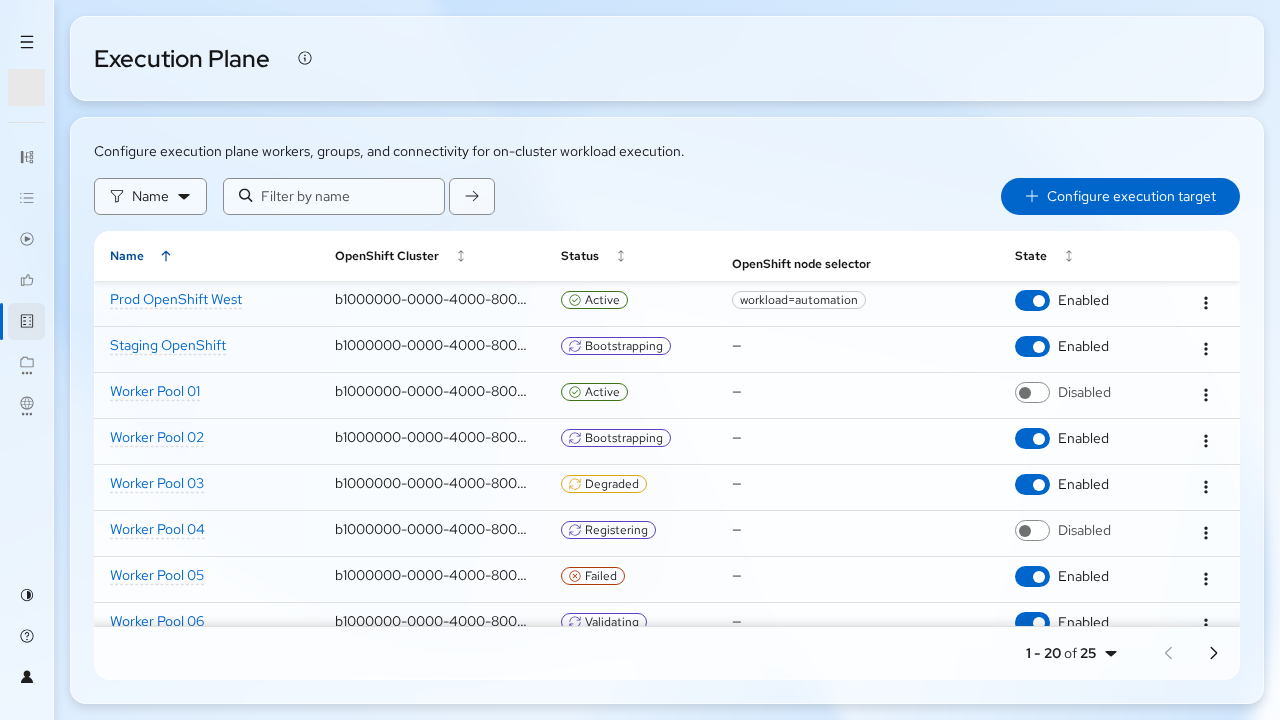 Execution Plane
Configure execution plane workers, groups, and connectivity for on-cluster workload execution.
Name
Filter by name
Configure execution target
Name OpenShift Cluster Status OpenShift node selector State
Prod OpenShift West b1000000-0000-4000-800... Active workload=automation Enabled
Staging OpenShift b1000000-0000-4000-800... Bootstrapping — Enabled
Worker Pool 01 b1000000-0000-4000-800... Active — Disabled
Worker Pool 02 b1000000-0000-4000-800... Bootstrapping — Enabled
Worker Pool 03 b1000000-0000-4000-800... Degraded — Enabled
Worker Pool 04 b1000000-0000-4000-800... Registering — Disabled
Worker Pool 05 b1000000-0000-4000-800... Failed — Enabled
Worker Pool 06 b1000000-0000-4000-800... Validating — Enabled
1 - 20 of 25